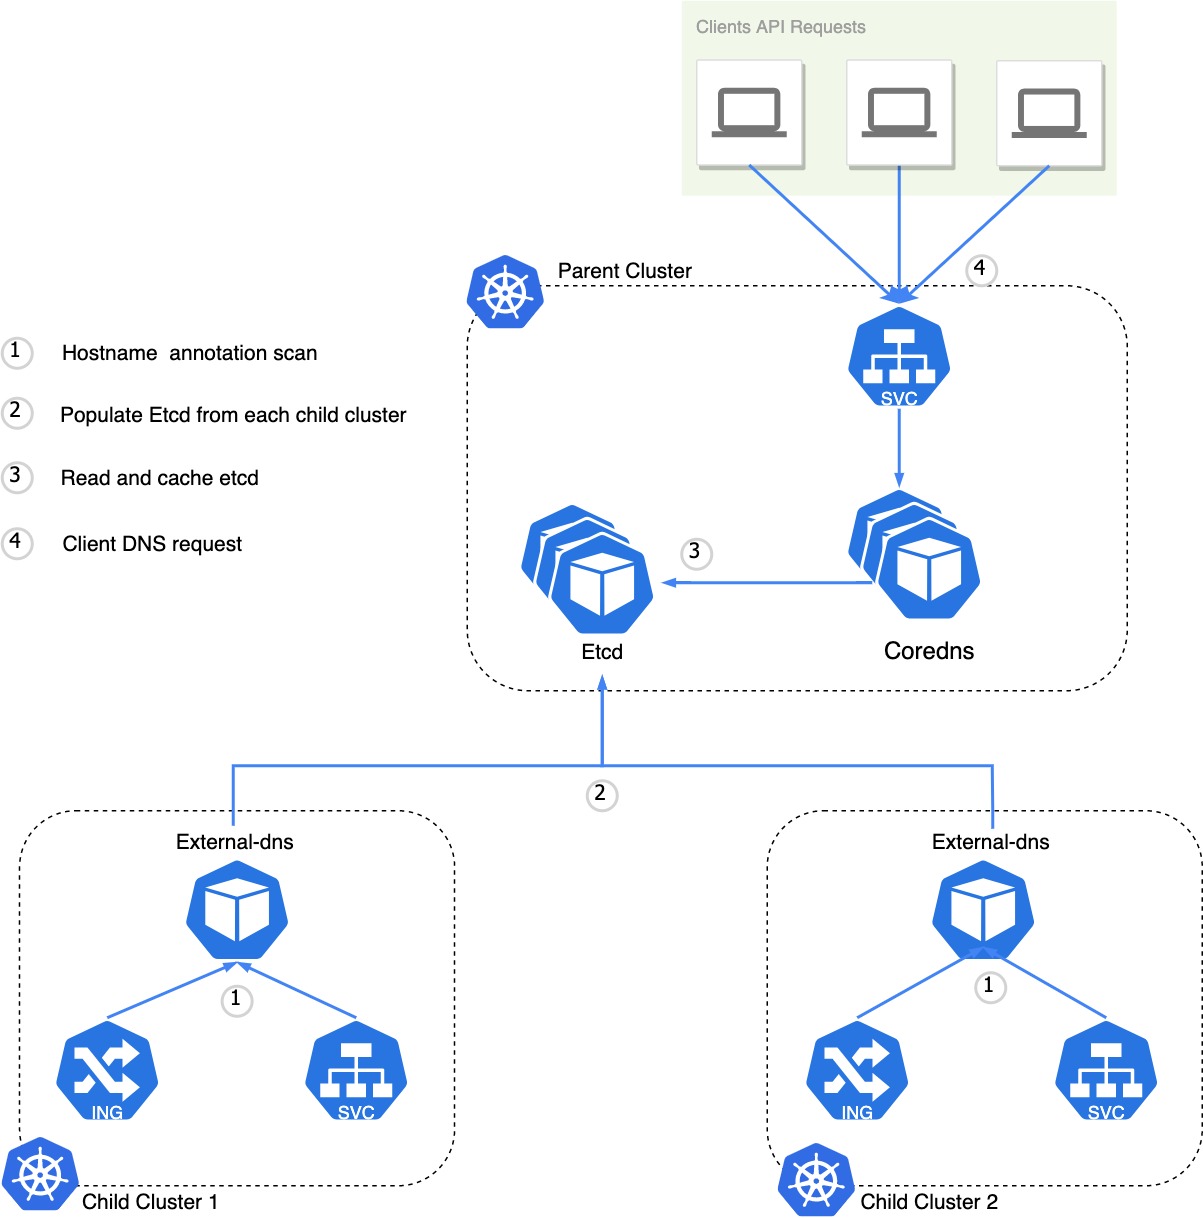 Clients API Requests
Parent Cluster
4
SVC
1 Hostname annotation scan
2 Populate Etcd from each child cluster
3 Read and cache etcd
4 Client DNS request
3
Etcd
Coredns
2
External-dns
1
ING
SVC
Child Cluster 1
External-dns
1
ING
SVC
Child Cluster 2